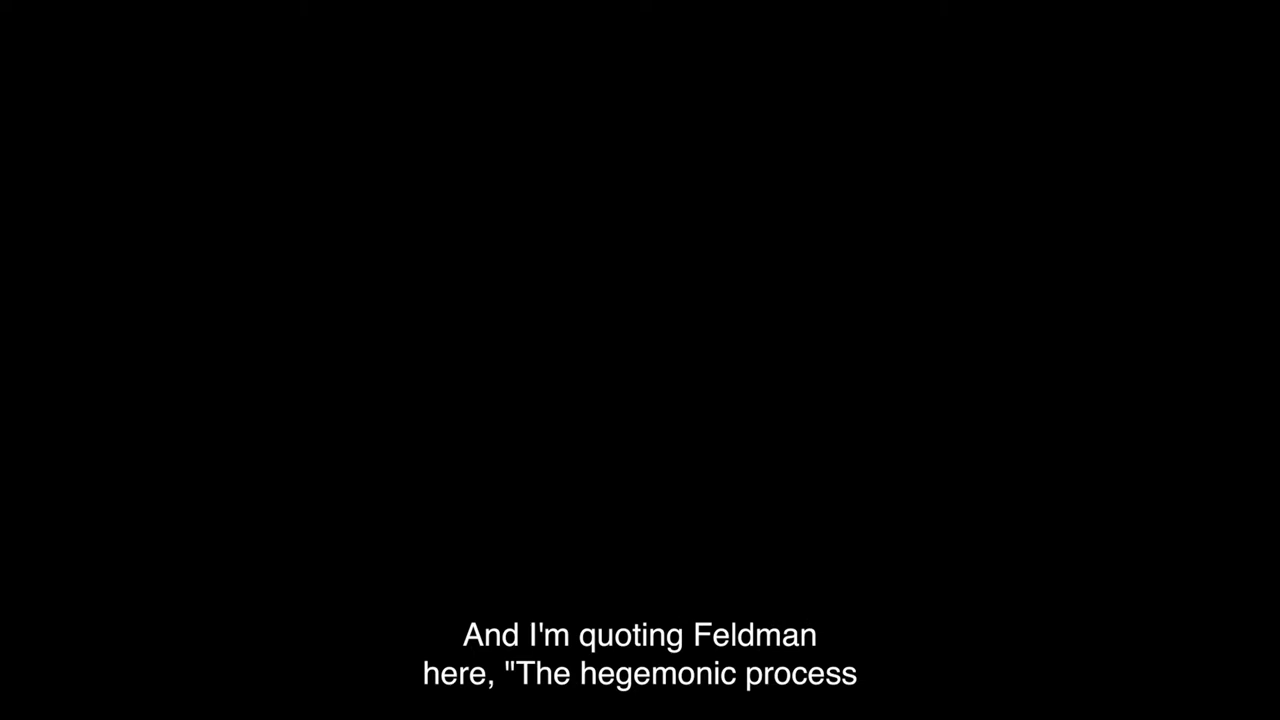 And I'm quoting Feldman
here, "The hegemonic process